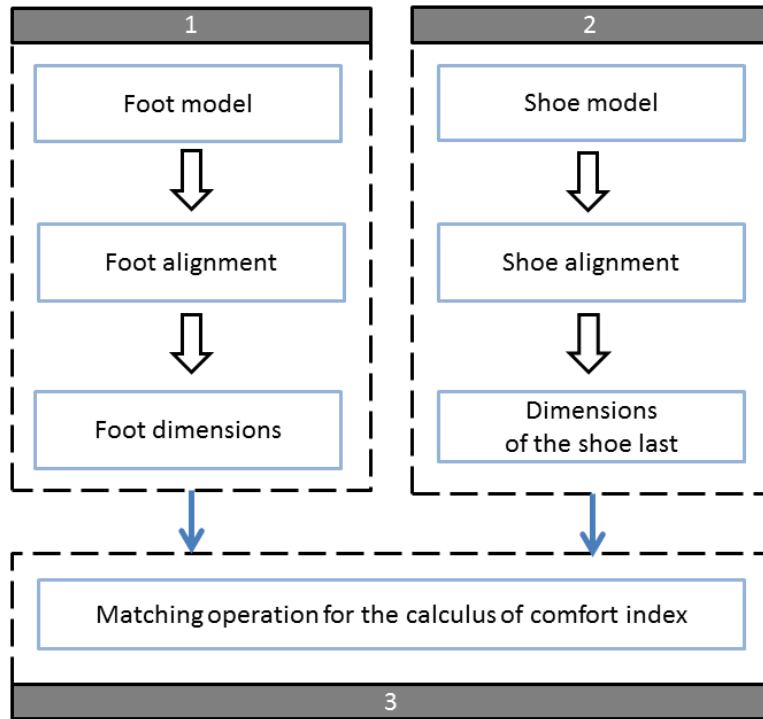 1
Foot model
Foot alignment
Foot dimensions
2
Shoe model
Shoe alignment
Dimensions
of the shoe last
Matching operation for the calculus of comfort index
3